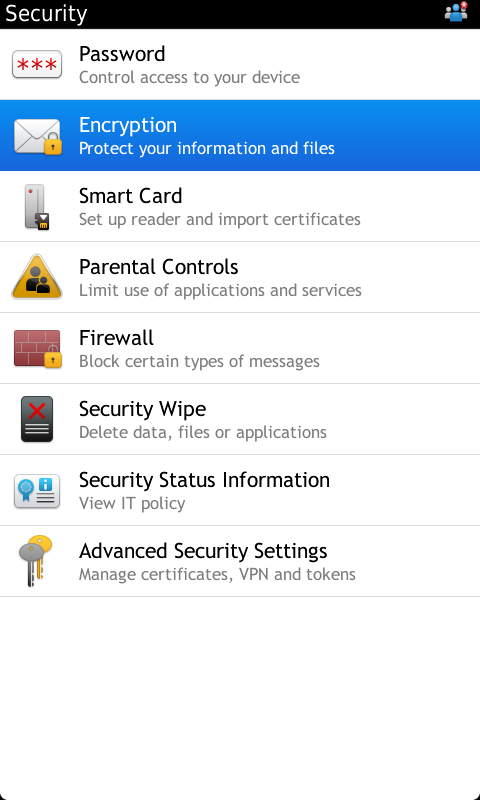 Security
***
Password
Control access to your device
Encryption
Protect your information and files
Smart Card
Set up reader and import certificates
Parental Controls
Limit use of applications and services
Firewall
Block certain types of messages
Security Wipe
Delete data, files or applications
Security Status Information
View IT policy
Advanced Security Settings
Manage certificates, VPN and tokens